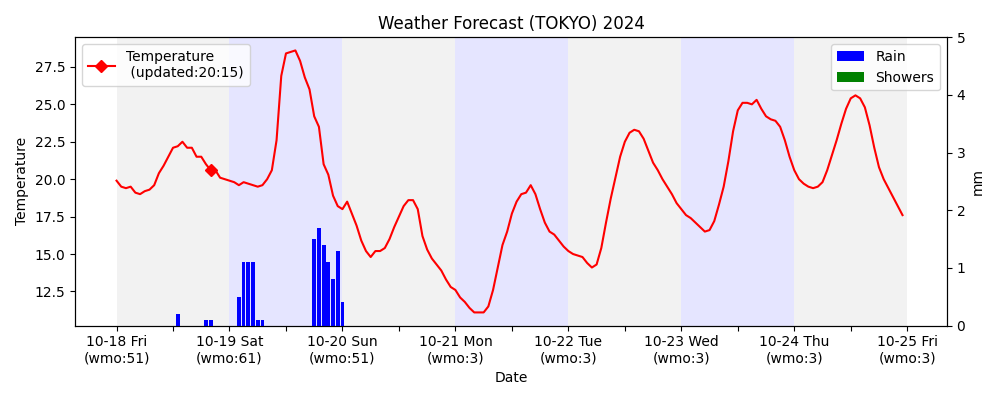 Weather Forecast (TOKYO) 2024
Temperature
(updated:20:15)
Rain
Showers
27.5
25.0
22.5
20.0
17.5
15.0
12.5
Temperature
5
4
3
2
1
0
mm
10-18 Fri
(wmo:51)
10-19 Sat
(wmo:61)
10-20 Sun
(wmo:51)
10-21 Mon
(wmo:3)
10-22 Tue
(wmo:3)
10-23 Wed
(wmo:3)
10-24 Thu
(wmo:3)
10-25 Fri
(wmo:3)
Date